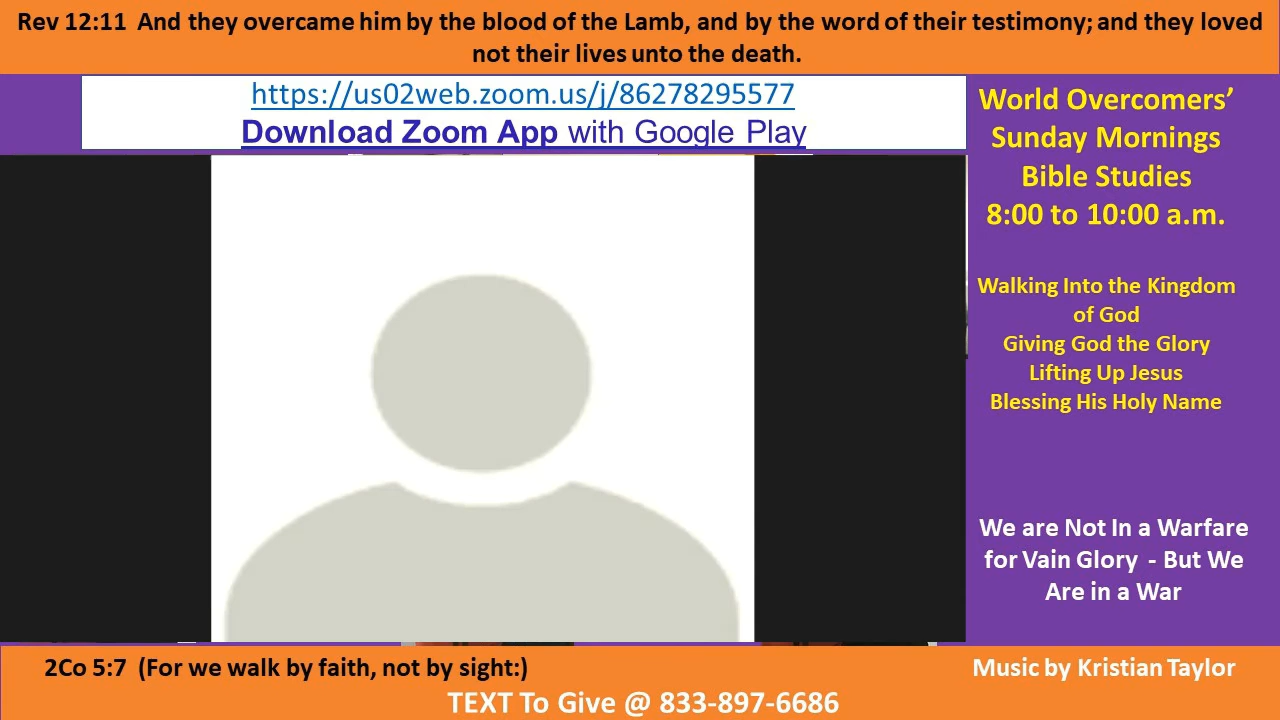 Rev 12:11  And they overcame him by the blood of the Lamb, and by the word of their testimony; and they loved
not their lives unto the death.
https://us02web.zoom.us/j/86278295577
Download Zoom App with Google Play
World Overcomers’
Sunday Mornings
Bible Studies
8:00 to 10:00 a.m.
Walking Into the Kingdom
of God
Giving God the Glory
Lifting Up Jesus
Blessing His Holy Name
We are Not In a Warfare
for Vain Glory  - But We
Are in a War
2Co 5:7  (For we walk by faith, not by sight:)
Music by Kristian Taylor
TEXT To Give @ 833-897-6686